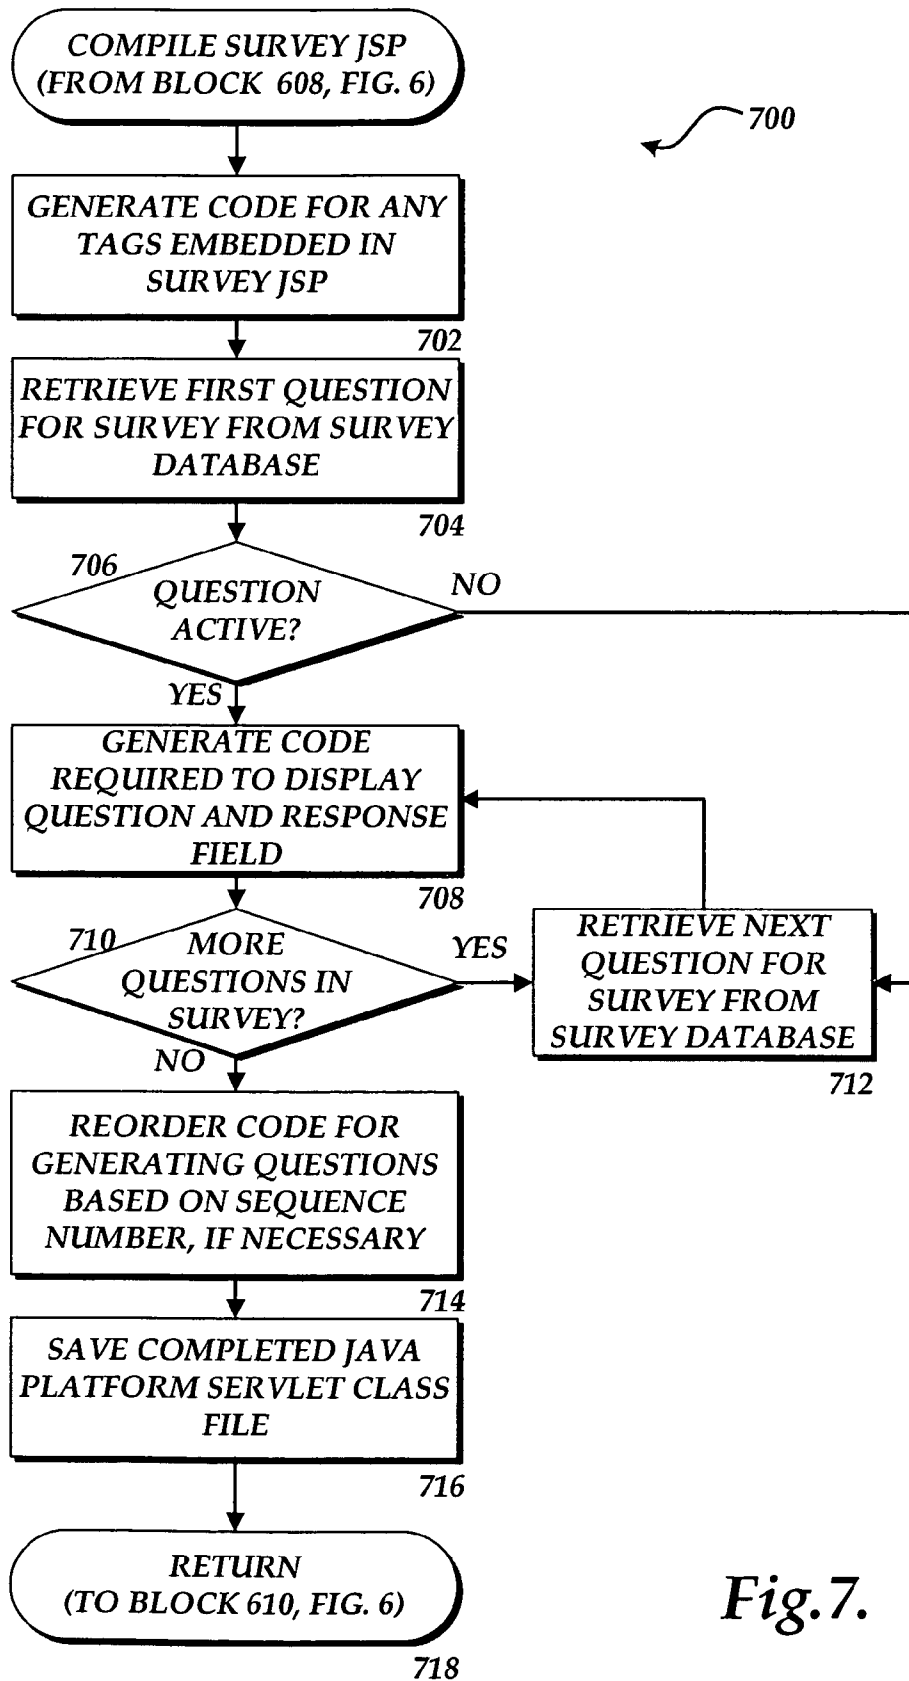 COMPILE SURVEY JSP
(FROM BLOCK 608, FIG. 6)
700
GENERATE CODE FOR ANY
TAGS EMBEDDED IN
SURVEY JSP
702
RETRIEVE FIRST QUESTION
FOR SURVEY FROM SURVEY
DATABASE
704
706
QUESTION
ACTIVE?
NO
YES
GENERATE CODE
REQUIRED TO DISPLAY
QUESTION AND RESPONSE
FIELD
708
710
MORE
QUESTIONS IN
SURVEY?
YES
NO
RETRIEVE NEXT
QUESTION FOR
SURVEY FROM
SURVEY DATABASE
712
REORDER CODE FOR
GENERATING QUESTIONS
BASED ON SEQUENCE
NUMBER, IF NECESSARY
714
SAVE COMPLETED JAVA
PLATFORM SERVLET CLASS
FILE
716
RETURN
(TO BLOCK 610, FIG. 6)
718
Fig.7.